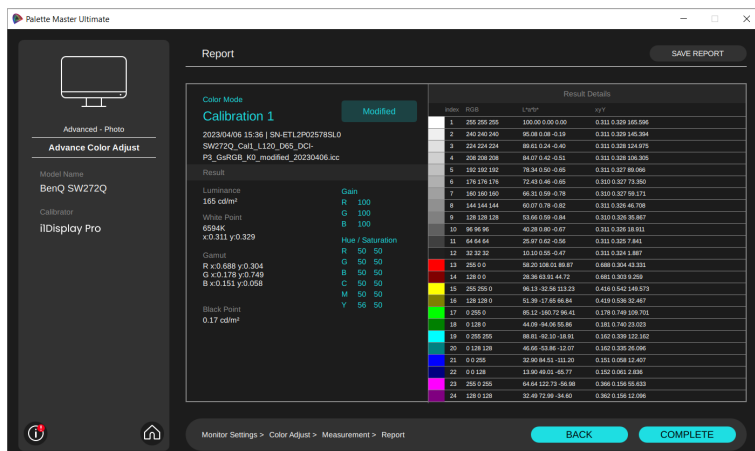 Palette Master Ultimate
Report
SAVE REPORT
Advanced - Photo
Advance Color Adjust
Model Name
BenQ SW272Q
Calibrator
i1Display Pro
Color Mode
Calibration 1
Modified
2023/04/06 15:36 | SN-ETL2P02578SL0
SW272Q_Cal1_L120_D65_DCI-
P3_GsRGB_K0_modified_20230406.icc
Result
Luminance
165 cd/m²
White Point
6594K
x:0.311 y:0.329
Gamut
R x:0.688 y:0.304
G x:0.178 y:0.749
B x:0.151 y:0.058
Black Point
0.17 cd/m²
Gain
R 100
G 100
B 100
Hue / Saturation
R 50 50
G 50 50
B 50 50
C 50 50
M 50 50
Y 56 50
Result Details
Index RGB L*a*b* xyY
1 255 255 255 100.00 0.00 0.00 0.311 0.329 165.596
2 240 240 240 95.08 0.08 -0.19 0.311 0.329 145.394
3 224 224 224 89.61 0.24 -0.40 0.311 0.328 124.975
4 208 208 208 84.07 0.42 -0.51 0.311 0.328 106.305
5 192 192 192 78.34 0.50 -0.65 0.311 0.327 89.066
6 176 176 176 72.43 0.46 -0.65 0.310 0.327 73.350
7 160 160 160 66.31 0.59 -0.78 0.310 0.327 59.171
8 144 144 144 60.07 0.78 -0.82 0.311 0.326 46.708
9 128 128 128 53.66 0.59 -0.84 0.310 0.326 35.867
10 96 96 96 40.28 0.80 -0.67 0.311 0.326 18.911
11 64 64 64 25.97 0.62 -0.56 0.311 0.325 7.841
12 32 32 32 10.10 0.55 -0.47 0.311 0.324 1.887
13 255 0 0 58.20 108.01 89.87 0.688 0.304 43.331
14 128 0 0 28.36 63.91 44.72 0.681 0.303 9.259
15 255 255 0 96.13 -32.56 113.23 0.416 0.542 149.573
16 128 128 0 51.39 -17.65 66.84 0.419 0.536 32.467
17 0 255 0 85.12 -160.72 96.41 0.178 0.749 109.701
18 0 128 0 44.09 -94.06 55.86 0.181 0.740 23.023
19 0 255 255 88.81 -92.10 -18.91 0.162 0.339 122.162
20 0 128 128 46.66 -53.86 -12.07 0.162 0.335 26.096
21 0 0 255 32.90 84.51 -111.20 0.151 0.058 12.407
22 0 0 128 13.90 49.01 -65.77 0.152 0.061 2.836
23 255 0 255 64.64 122.73 -56.98 0.366 0.156 55.633
24 128 0 128 32.49 72.99 -34.60 0.362 0.156 12.096
Monitor Settings > Color Adjust > Measurement > Report
BACK
COMPLETE